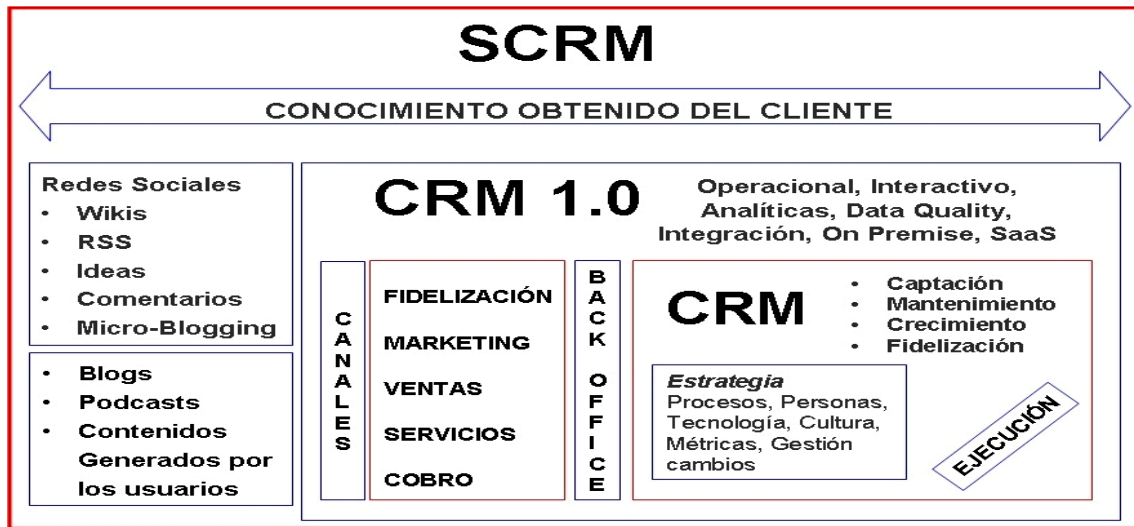 SCRM
CONOCIMIENTO OBTENIDO DEL CLIENTE
Redes Sociales
• Wikis
• RSS
• Ideas
• Comentarios
• Micro-Blogging
• Blogs
• Podcasts
• Contenidos
Generados por
los usuarios
CRM 1.0
Operacional, Interactivo,
Analíticas, Data Quality,
Integración, On Premise, SaaS
CANALES
FIDELIZACIÓN
MARKETING
VENTAS
SERVICIOS
COBRO
BACK OFFICE
CRM
• Captación
• Mantenimiento
• Crecimiento
• Fidelización
Estrategia
Procesos, Personas,
Tecnología, Cultura,
Métricas, Gestión
cambios
EJECUCIÓN